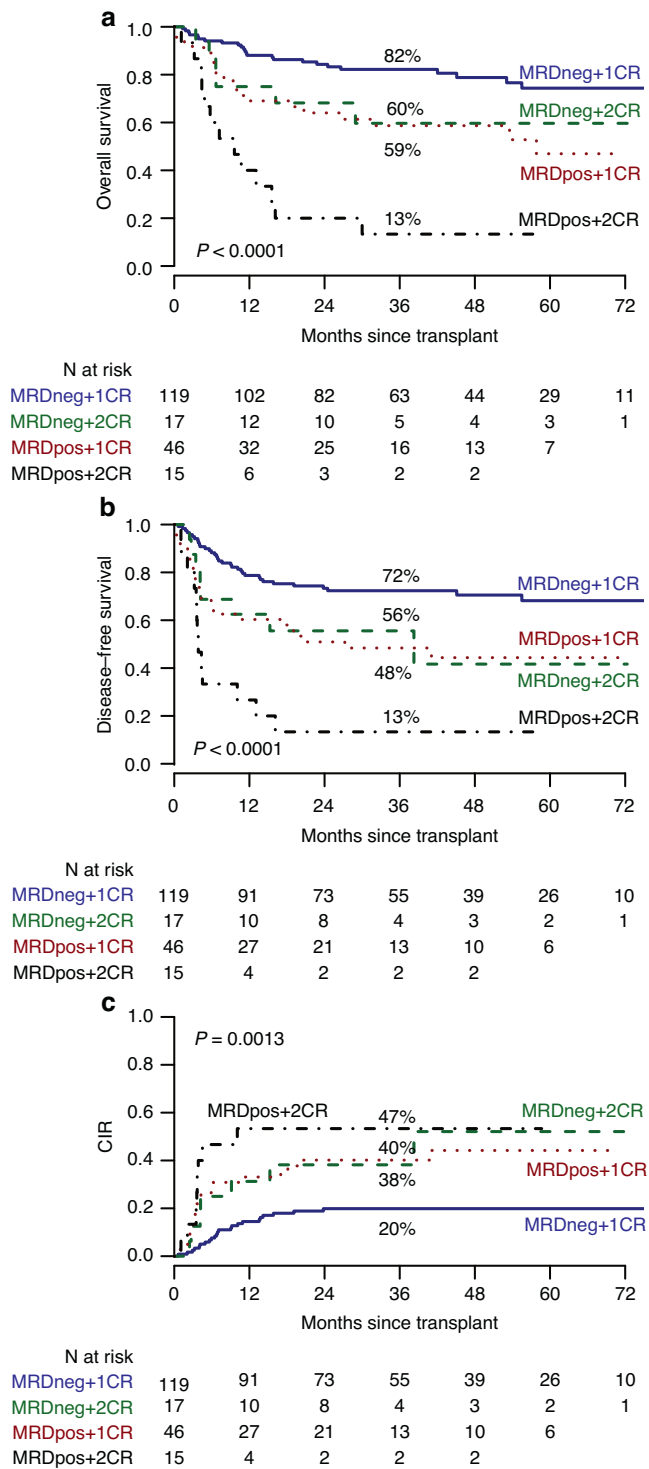 a
Overall survival
1.0
0.8
0.6
0.4
0.2
0.0
82%
60%
59%
13%
MRDneg+1CR
MRDneg+2CR
MRDpos+1CR
MRDpos+2CR
P < 0.0001
0 12 24 36 48 60 72
Months since transplant
N at risk
MRDneg+1CR 119 102 82 63 44 29 11
MRDneg+2CR 17 12 10 5 4 3 1
MRDpos+1CR 46 32 25 16 13 7
MRDpos+2CR 15 6 3 2 2
b
Disease–free survival
1.0
0.8
0.6
0.4
0.2
0.0
72%
56%
48%
13%
MRDneg+1CR
MRDpos+1CR
MRDneg+2CR
MRDpos+2CR
P < 0.0001
0 12 24 36 48 60 72
Months since transplant
N at risk
MRDneg+1CR 119 91 73 55 39 26 10
MRDneg+2CR 17 10 8 4 3 2 1
MRDpos+1CR 46 27 21 13 10 6
MRDpos+2CR 15 4 2 2 2
c
CIR
1.0
0.8
0.6
0.4
0.2
0.0
P = 0.0013
MRDpos+2CR
47%
40%
38%
20%
MRDneg+2CR
MRDpos+1CR
MRDneg+1CR
0 12 24 36 48 60 72
Months since transplant
N at risk
MRDneg+1CR 119 91 73 55 39 26 10
MRDneg+2CR 17 10 8 4 3 2 1
MRDpos+1CR 46 27 21 13 10 6
MRDpos+2CR 15 4 2 2 2